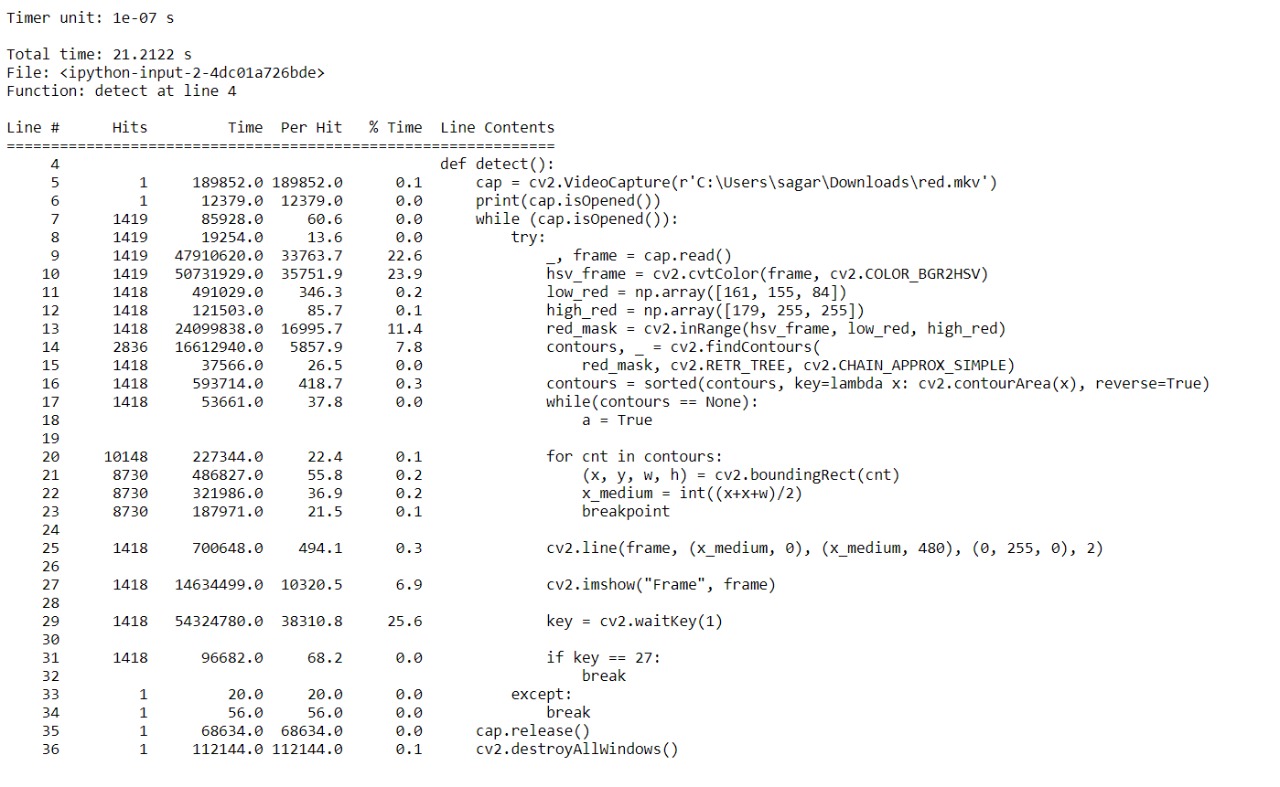 Timer unit: 1e-07 s

Total time: 21.2122 s
File: <ipython-input-2-4dc01a726bde>
Function: detect at line 4

Line #      Hits         Time  Per Hit   % Time  Line Contents
==============================================================
     4                                           def detect():
     5         1     189852.0 189852.0      0.1      cap = cv2.VideoCapture(r'C:\Users\sagar\Downloads\red.mkv')
     6         1      12379.0  12379.0      0.0      print(cap.isOpened())
     7      1419      85928.0     60.6      0.0      while (cap.isOpened()):
     8      1419      19254.0     13.6      0.0          try:
     9      1419   47910620.0  33763.7     22.6              _, frame = cap.read()
    10      1419   50731929.0  35751.9     23.9              hsv_frame = cv2.cvtColor(frame, cv2.COLOR_BGR2HSV)
    11      1418     491029.0    346.3      0.2              low_red = np.array([161, 155, 84])
    12      1418     121503.0     85.7      0.1              high_red = np.array([179, 255, 255])
    13      1418   24099838.0  16995.7     11.4              red_mask = cv2.inRange(hsv_frame, low_red, high_red)
    14      2836   16612940.0   5857.9      7.8              contours, _ = cv2.findContours(
    15      1418      37566.0     26.5      0.0                  red_mask, cv2.RETR_TREE, cv2.CHAIN_APPROX_SIMPLE)
    16      1418     593714.0    418.7      0.3              contours = sorted(contours, key=lambda x: cv2.contourArea(x), reverse=True)
    17      1418      53661.0     37.8      0.0              while(contours == None):
    18                                                           a = True
    19
    20     10148     227344.0     22.4      0.1              for cnt in contours:
    21      8730     486827.0     55.8      0.2                  (x, y, w, h) = cv2.boundingRect(cnt)
    22      8730     321986.0     36.9      0.2                  x_medium = int((x+x+w)/2)
    23      8730     187971.0     21.5      0.1                  breakpoint
    24
    25      1418     700648.0    494.1      0.3              cv2.line(frame, (x_medium, 0), (x_medium, 480), (0, 255, 0), 2)
    26
    27      1418   14634499.0  10320.5      6.9              cv2.imshow("Frame", frame)
    28
    29      1418   54324780.0  38310.8     25.6              key = cv2.waitKey(1)
    30
    31      1418      96682.0     68.2      0.0              if key == 27:
    32                                                           break
    33         1         20.0     20.0      0.0          except:
    34         1         56.0     56.0      0.0              break
    35         1      68634.0  68634.0      0.0      cap.release()
    36         1     112144.0 112144.0      0.1      cv2.destroyAllWindows()